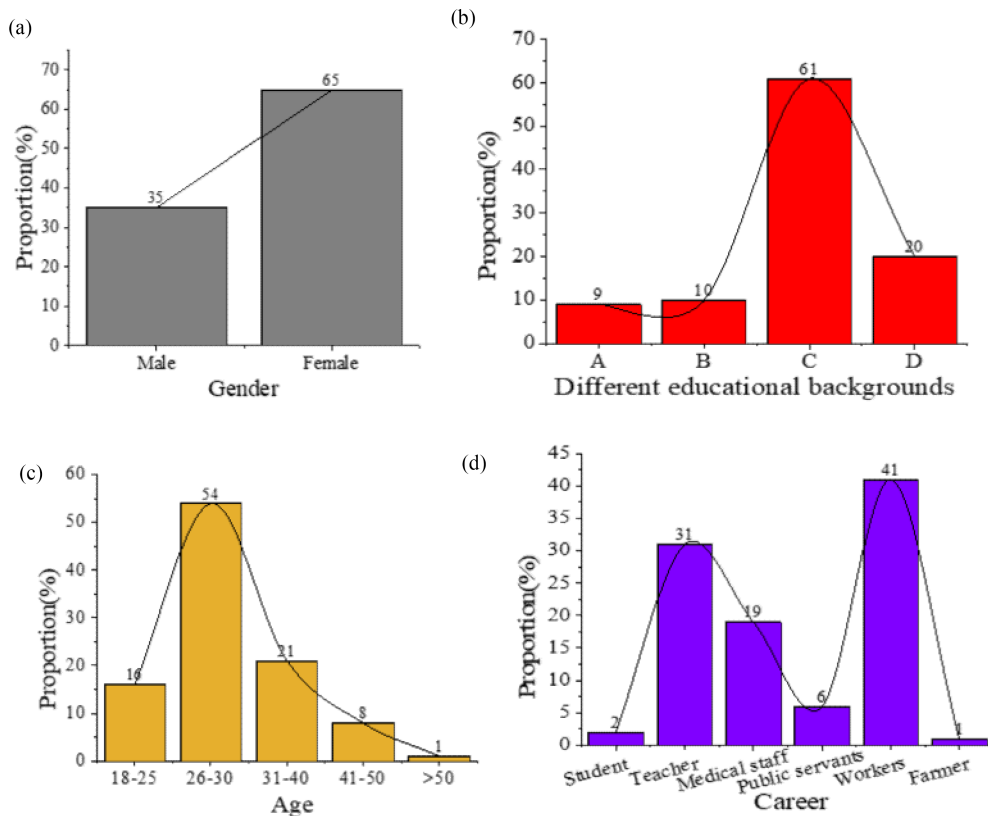 (a)
65
35
70
60
50
40
30
20
10
0
Proportion(%)
Male Female
Gender
(b)
70
60
50
40
30
20
10
0
Proportion(%)
9 10 61 20
A B C D
Different educational backgrounds
(c)
60
50
40
30
20
10
0
Proportion(%)
16 54 21 8 1
18-25 26-30 31-40 41-50 >50
Age
(d)
45
40
35
30
25
20
15
10
5
0
Proportion(%)
2 31 19 6 41 1
Student Teacher Medical staff Public servants Workers Farmer
Career